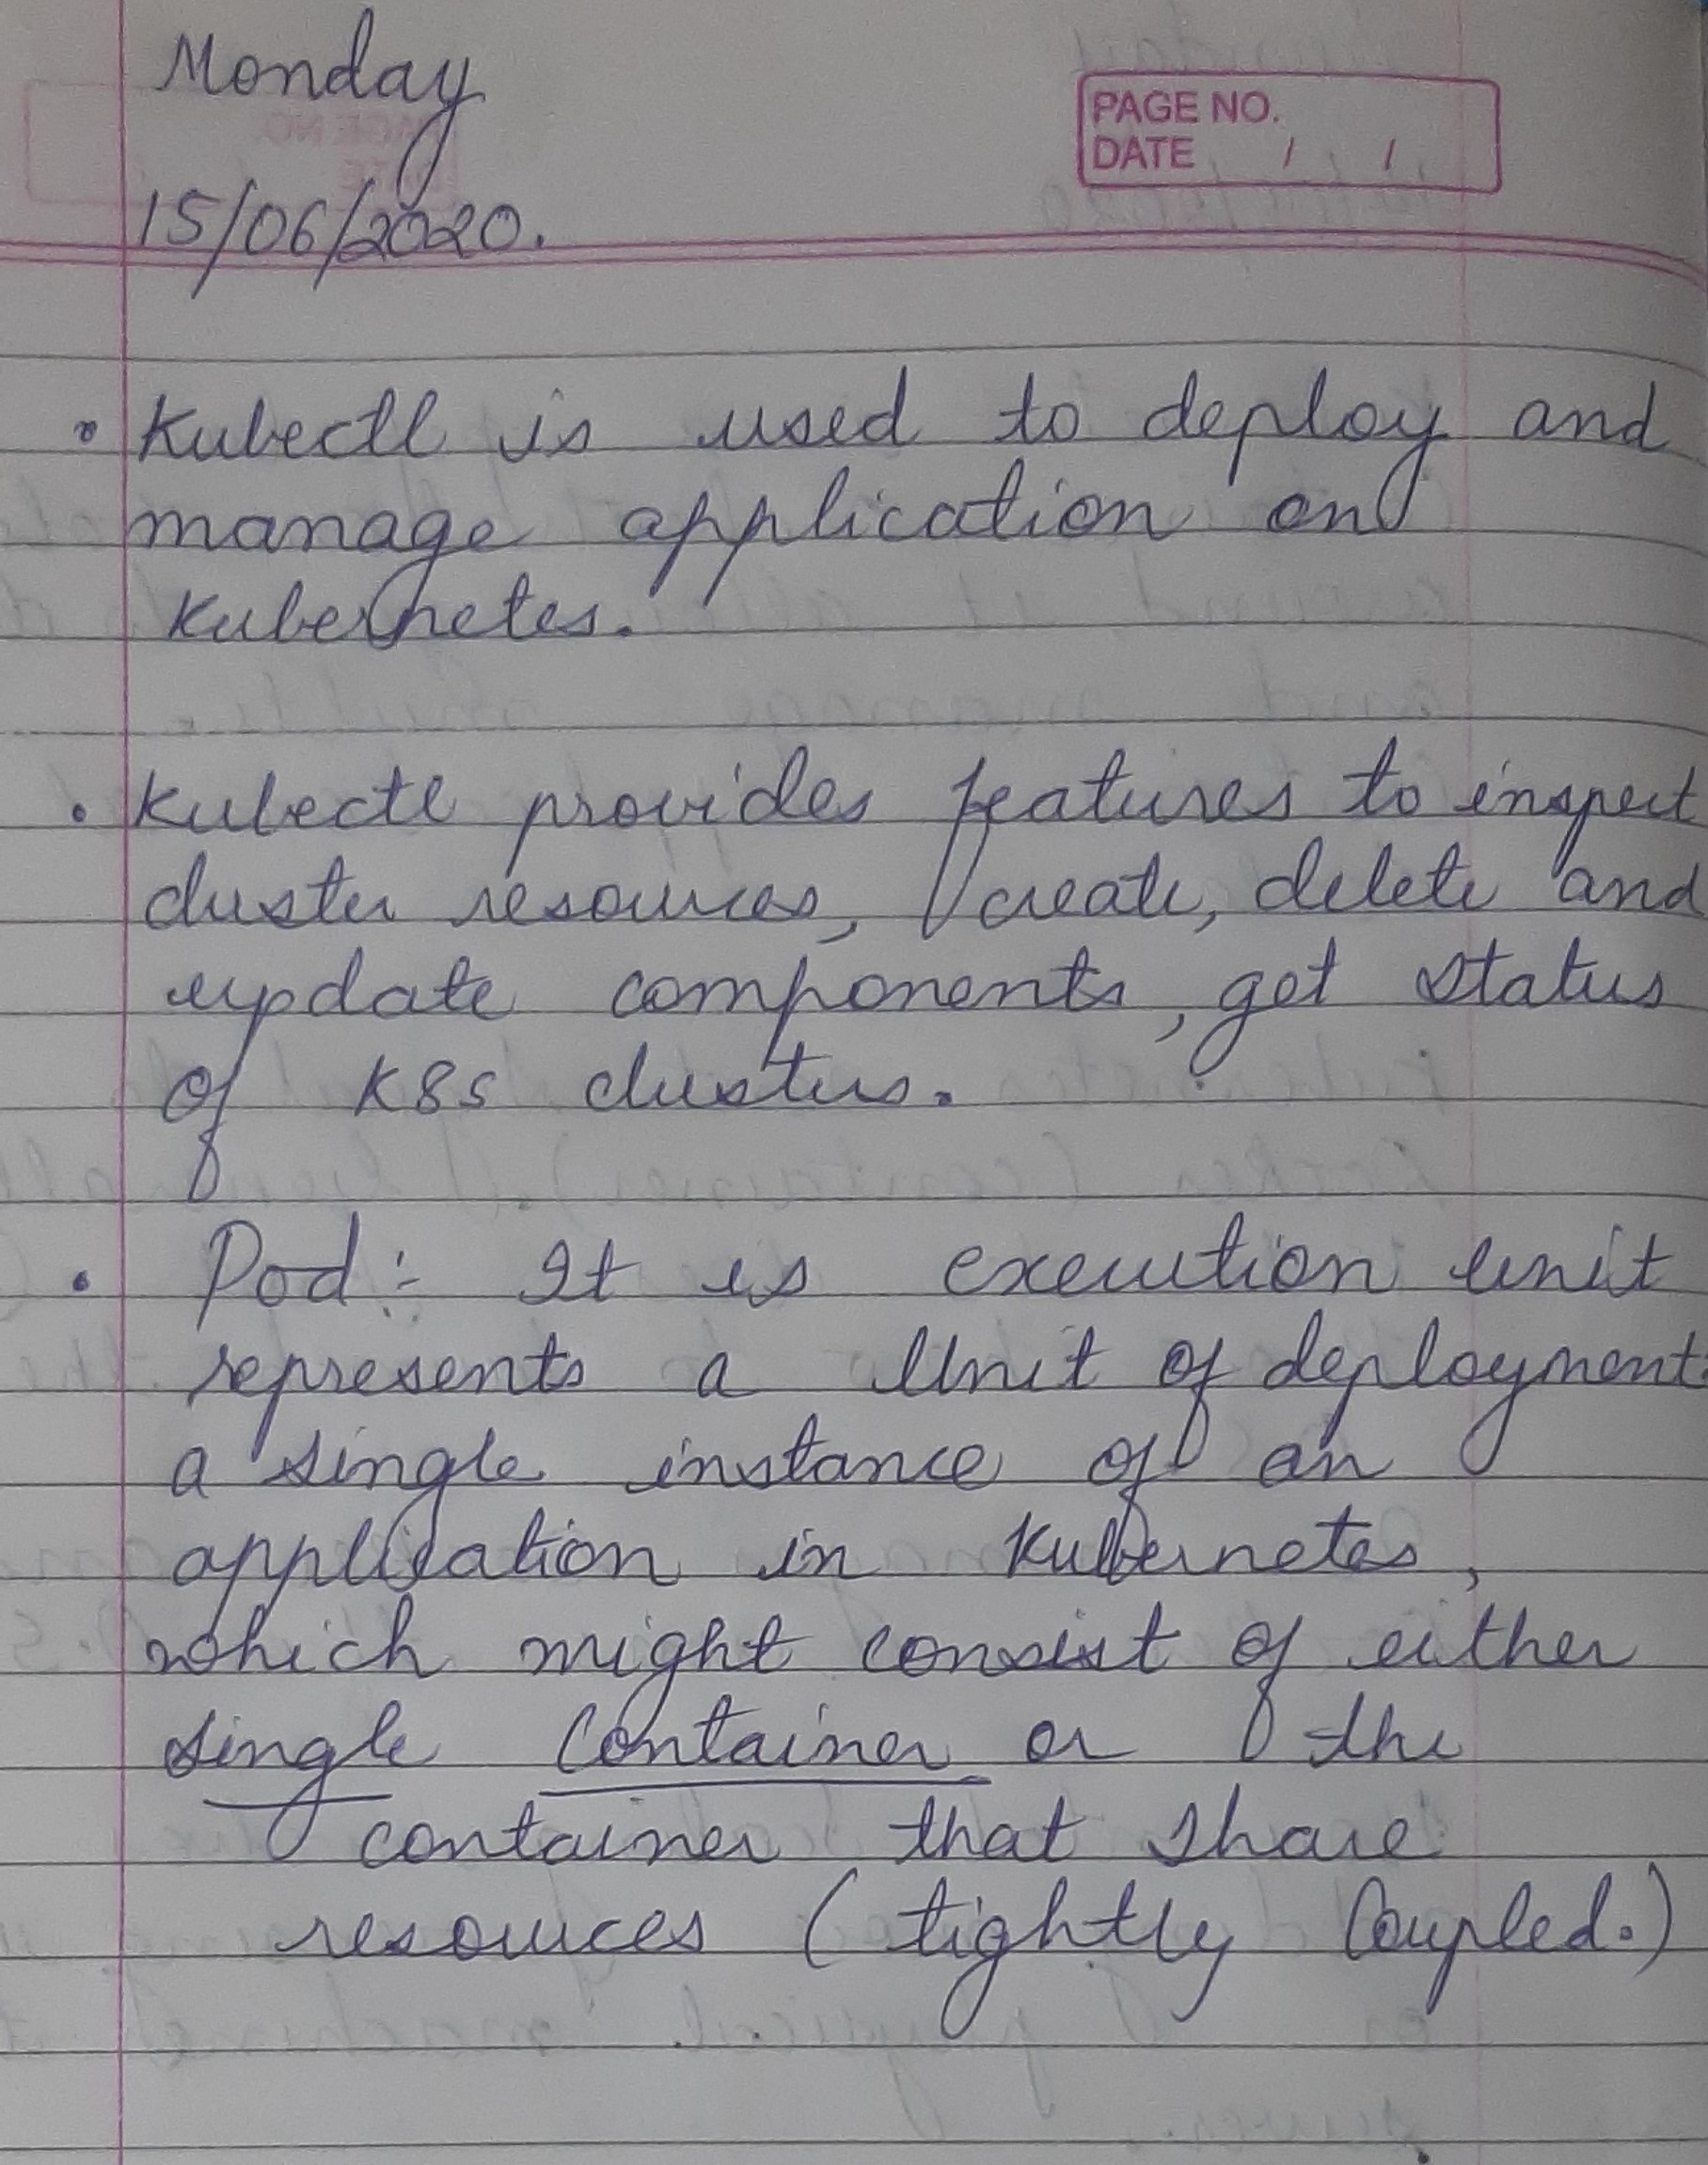 Monday
PAGE NO.
DATE / /
15/06/2020.
• Kubectl is used to deploy and
manage application on
Kubernetes.
• Kubectl provides features to inspect
cluster resources, create, delete and
update components, get status
of K8s clusters.
• Pod :- It is execution unit
represents a Unit of deployment:
a single instance of an
application in Kubernetes,
which might consist of either
single Container or the
container that share
resources (tightly Coupled.)